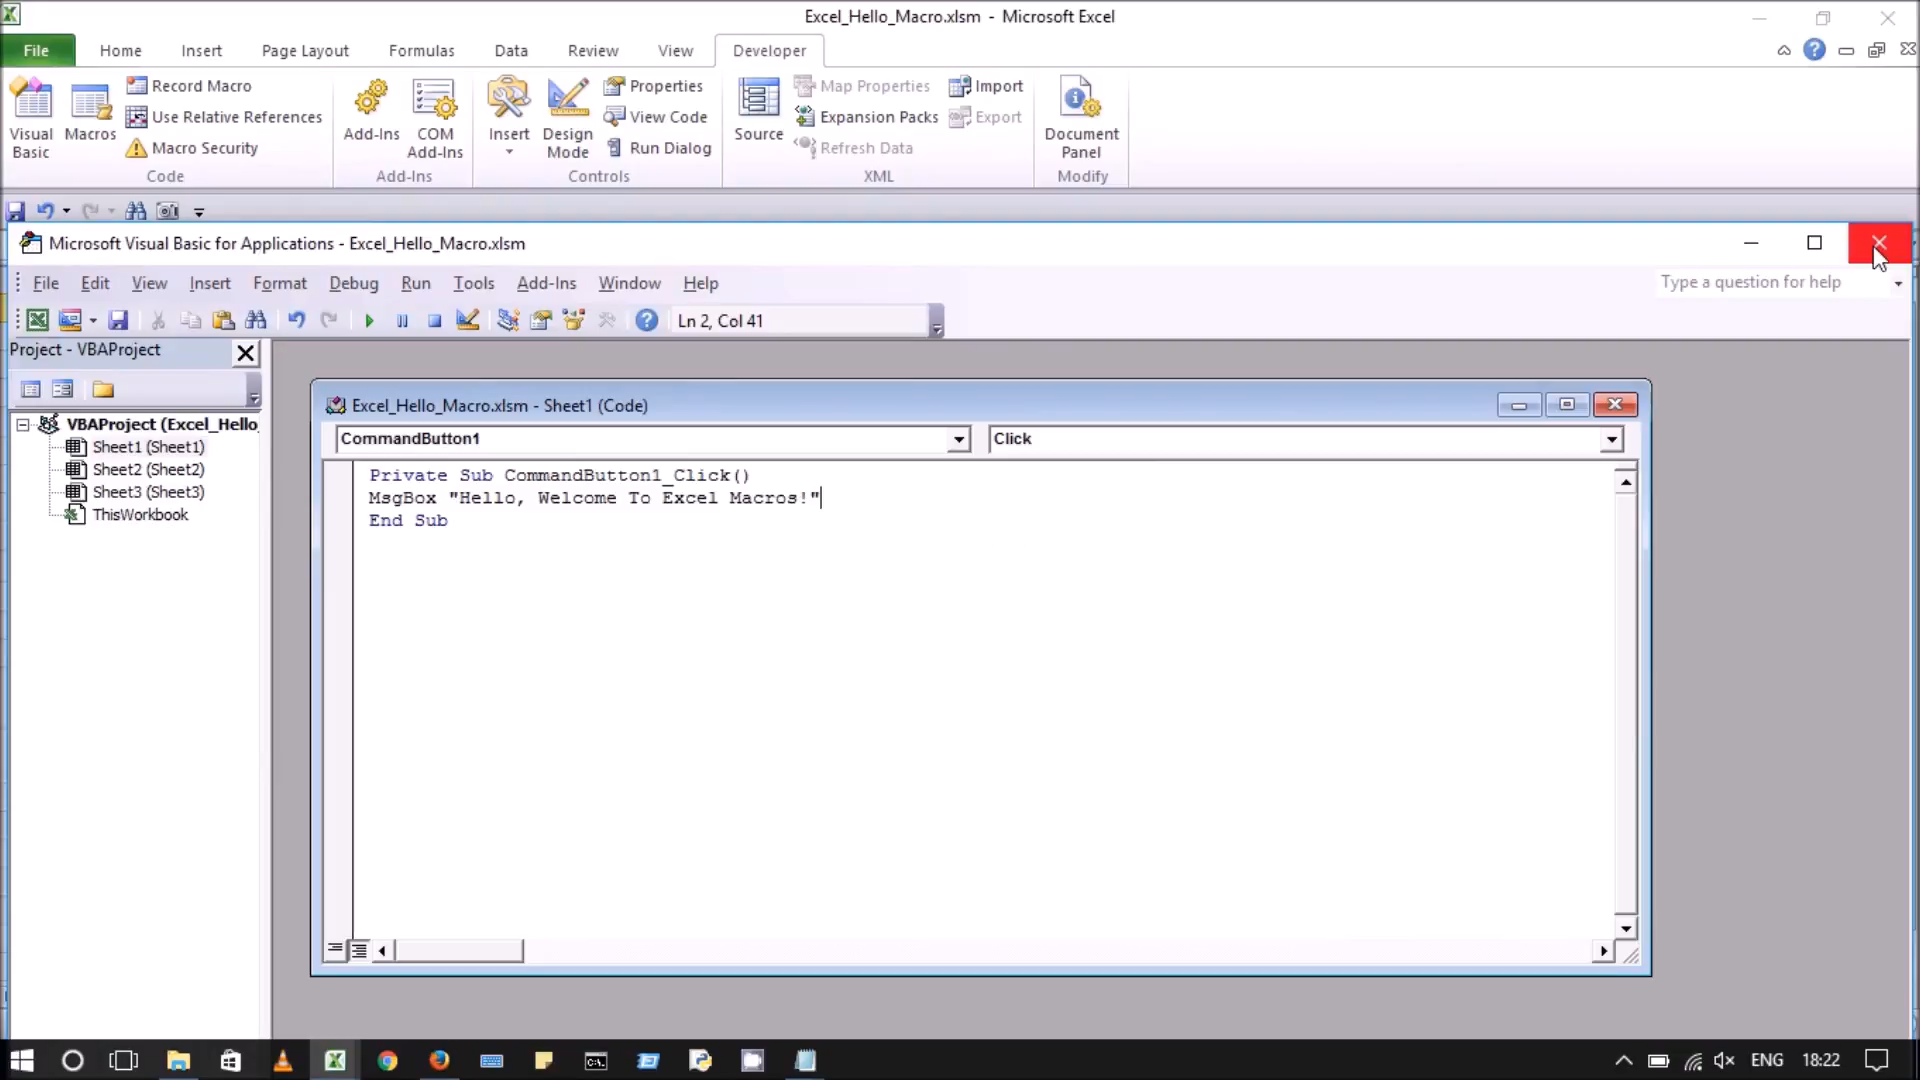 Excel_Hello_Macro.xlsm - Microsoft Excel
File Home Insert Page Layout Formulas Data Review View Developer
Visual Basic
Macros
Record Macro
Use Relative References
Macro Security
Code
Add-Ins
COM Add-Ins
Add-Ins
Insert
Design Mode
Properties
View Code
Run Dialog
Controls
Source
Map Properties
Expansion Packs
Refresh Data
Import
Export
XML
Document Panel
Modify
Microsoft Visual Basic for Applications - Excel_Hello_Macro.xlsm
File Edit View Insert Format Debug Run Tools Add-Ins Window Help
Type a question for help
Ln 2, Col 41
Project - VBAProject
VBAProject (Excel_Hello
Sheet1 (Sheet1)
Sheet2 (Sheet2)
Sheet3 (Sheet3)
ThisWorkbook
Excel_Hello_Macro.xlsm - Sheet1 (Code)
CommandButton1
Click
Private Sub CommandButton1_Click()
MsgBox "Hello, Welcome To Excel Macros!"
End Sub
ENG
18:22